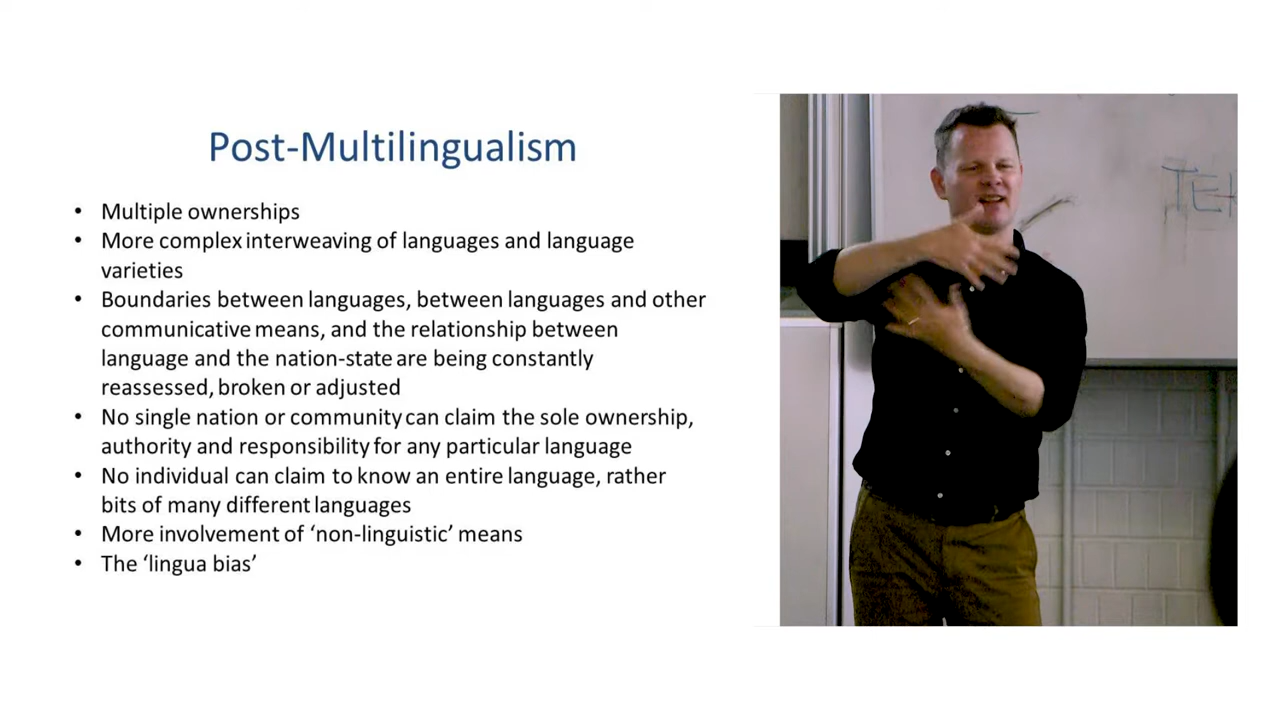 Post-Multilingualism
• Multiple ownerships
• More complex interweaving of languages and language
varieties
• Boundaries between languages, between languages and other
communicative means, and the relationship between
language and the nation-state are being constantly
reassessed, broken or adjusted
• No single nation or community can claim the sole ownership,
authority and responsibility for any particular language
• No individual can claim to know an entire language, rather
bits of many different languages
• More involvement of ‘non-linguistic’ means
• The ‘lingua bias’